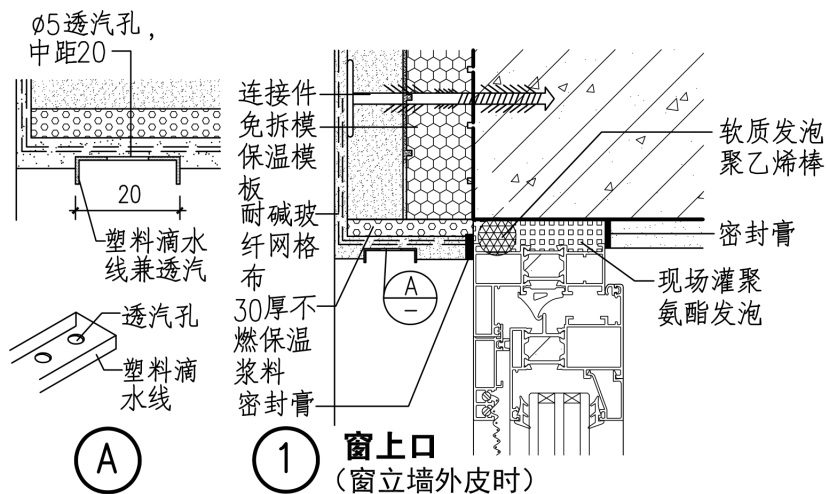 ø5透汽孔，
中距20
20
塑料滴水
线兼透汽
透汽孔
塑料滴
水线
A
连接件
免拆模
保温模
板
耐碱玻
纤网格
布
30厚不
燃保温
浆料
密封膏
A
–
软质发泡
聚乙烯棒
密封膏
现场灌聚
氨酯发泡
1
窗上口
（窗立墙外皮时）